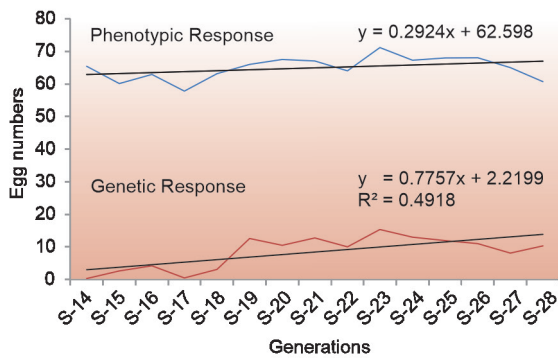 Phenotypic Response
y = 0.2924x + 62.598
Genetic Response
y = 0.7757x + 2.2199
R² = 0.4918
Egg numbers
80
70
60
50
40
30
20
10
0
S-14
S-15
S-16
S-17
S-18
S-19
S-20
S-21
S-22
S-23
S-24
S-25
S-26
S-27
S-28
Generations